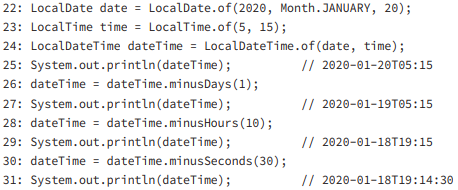 22: LocalDate date = LocalDate.of(2020, Month.JANUARY, 20);
23: LocalTime time = LocalTime.of(5, 15);
24: LocalDateTime dateTime = LocalDateTime.of(date, time);
25: System.out.println(dateTime);          // 2020-01-20T05:15
26: dateTime = dateTime.minusDays(1);
27: System.out.println(dateTime);          // 2020-01-19T05:15
28: dateTime = dateTime.minusHours(10);
29: System.out.println(dateTime);          // 2020-01-18T19:15
30: dateTime = dateTime.minusSeconds(30);
31: System.out.println(dateTime);          // 2020-01-18T19:14:30